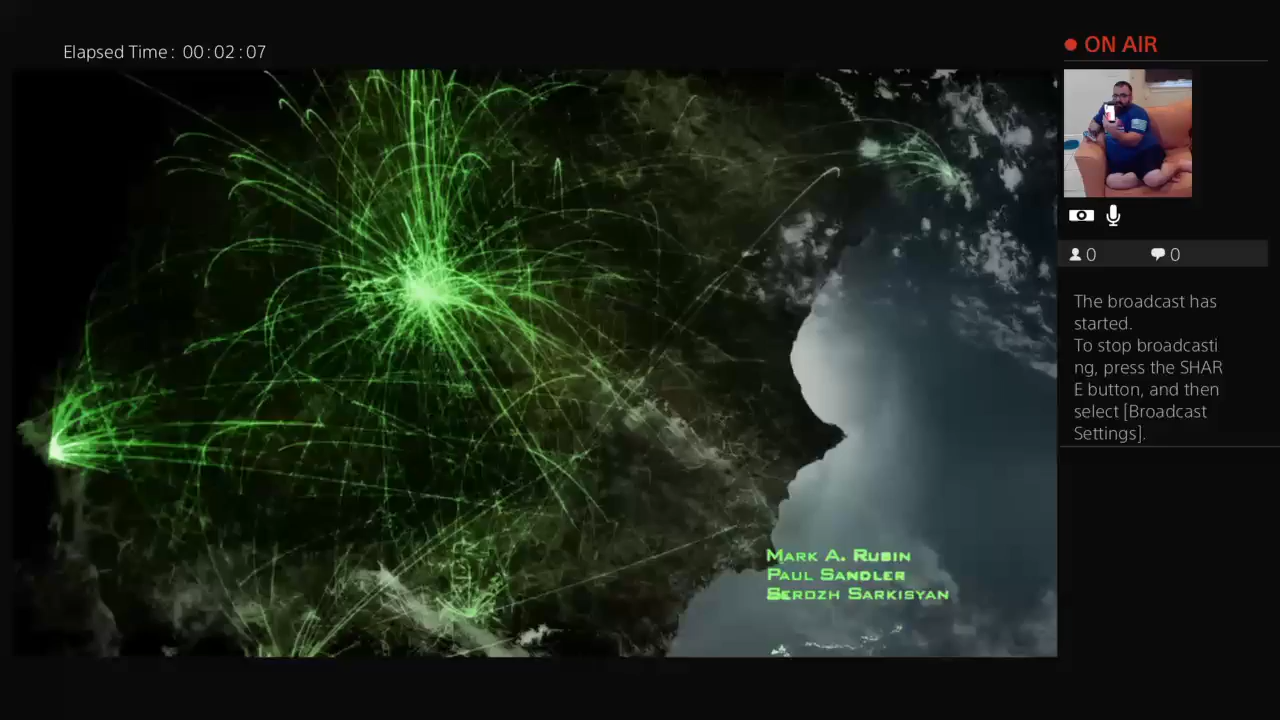 Elapsed Time: 00:02:07
ON AIR
0 0
The broadcast has
started.
To stop broadcasti
ng, press the SHAR
E button, and then
select [Broadcast
Settings].
Mark A. Rubin
Paul Sandler
Serozh Sarkisyan